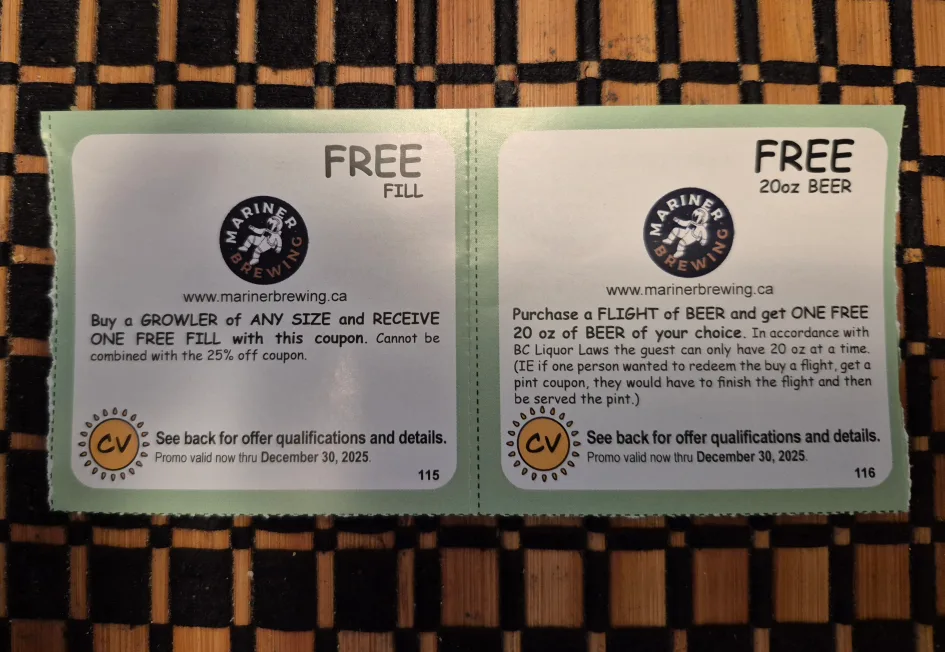 FREE
FILL
MARINER
BREWING
www.marinerbrewing.ca
Buy a GROWLER of ANY SIZE and RECEIVE
ONE FREE FILL with this coupon. Cannot be
combined with the 25% off coupon.
CV
See back for offer qualifications and details.
Promo valid now thru December 30, 2025.
115
FREE
20oz BEER
MARINER
BREWING
www.marinerbrewing.ca
Purchase a FLIGHT of BEER and get ONE FREE
20 oz of BEER of your choice. In accordance with
BC Liquor Laws the guest can only have 20 oz at a time.
(IE if one person wanted to redeem the buy a flight, get a
pint coupon, they would have to finish the flight and then
be served the pint.)
CV
See back for offer qualifications and details.
Promo valid now thru December 30, 2025.
116